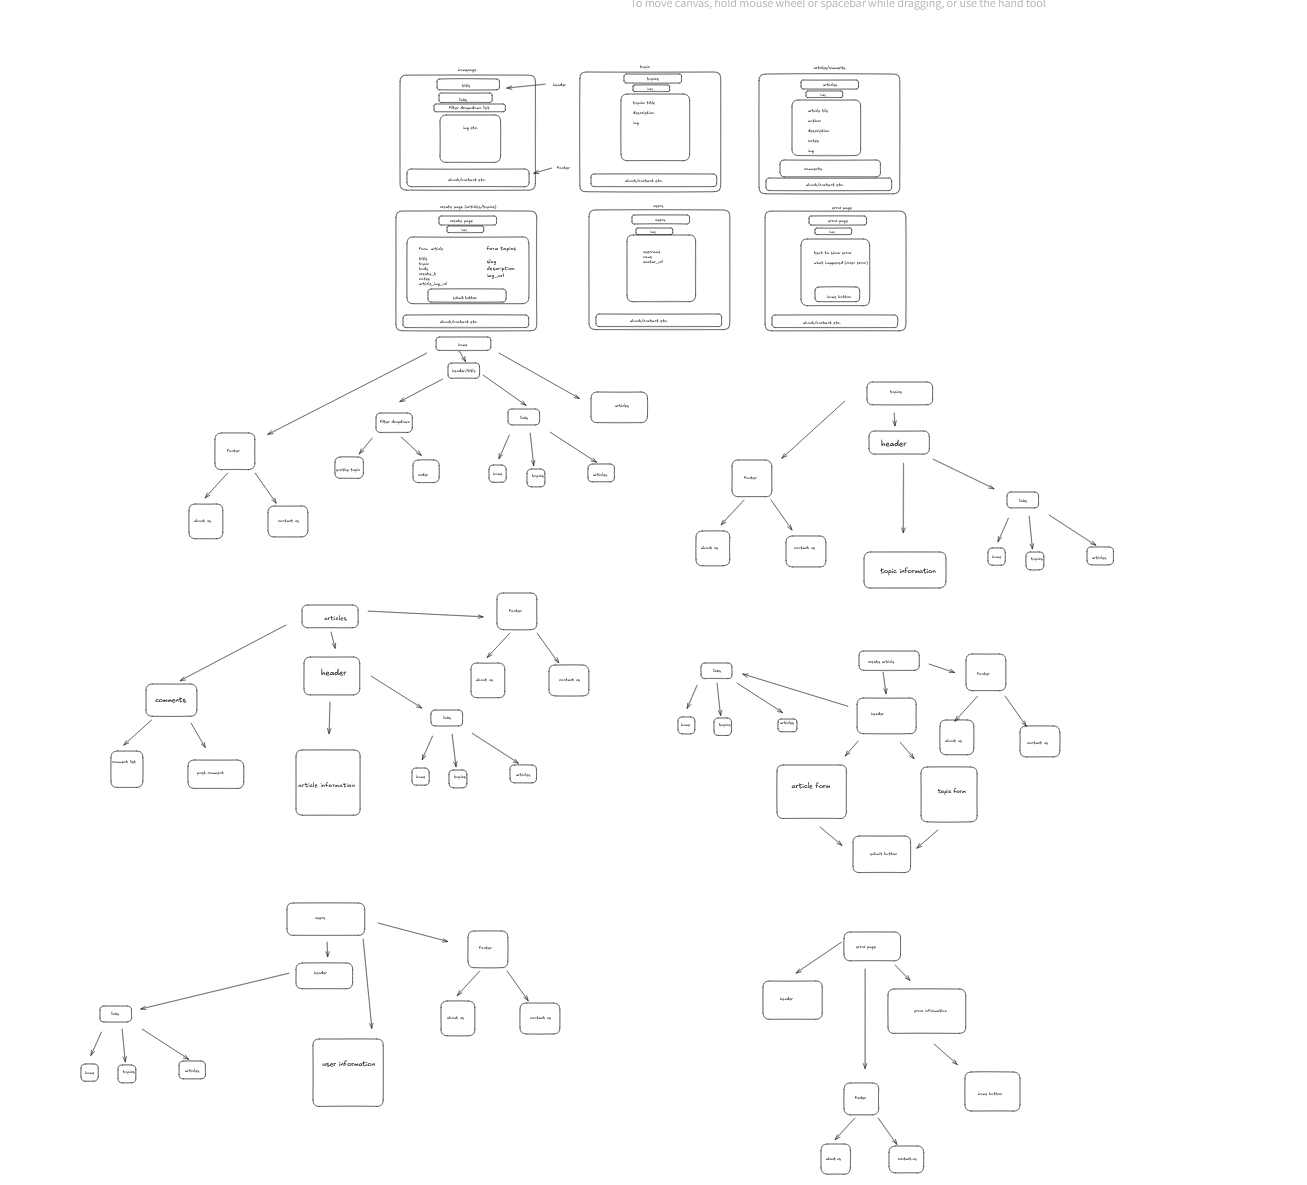 To move canvas, hold mouse wheel or spacebar while dragging, or use the hand tool
homepage
title
links
filter dropdown list
img etc.
about/contact etc.
header
footer
topic
topics
topics title
description
img
about/contact etc.
articles/comments
articles
article title
author
description
votes
img
comments
about/contact etc.
create page (articles/topics)
create page
form article
title
topic
body
votes
article_img_url
form topics
slug
description
img_url
submit button
about/contact etc.
users
users
username
name
avatar_url
about/contact etc.
error page
error page
text to show error
what happened (clear error)
home button
about/contact etc.
home
header/title
footer
filter dropdown
links
articles
about us
contact us
sortby topic
order
home
topics
articles
topics
header
footer
links
about us
contact us
topic information
home
topics
articles
articles
footer
header
comments
about us
contact us
links
comment list
post comment
article information
home
topics
articles
create article
links
footer
header
home
topics
articles
about us
contact us
article form
topic form
submit button
users
footer
header
links
about us
contact us
home
topics
articles
user information
error page
header
error information
footer
home button
about us
contact us